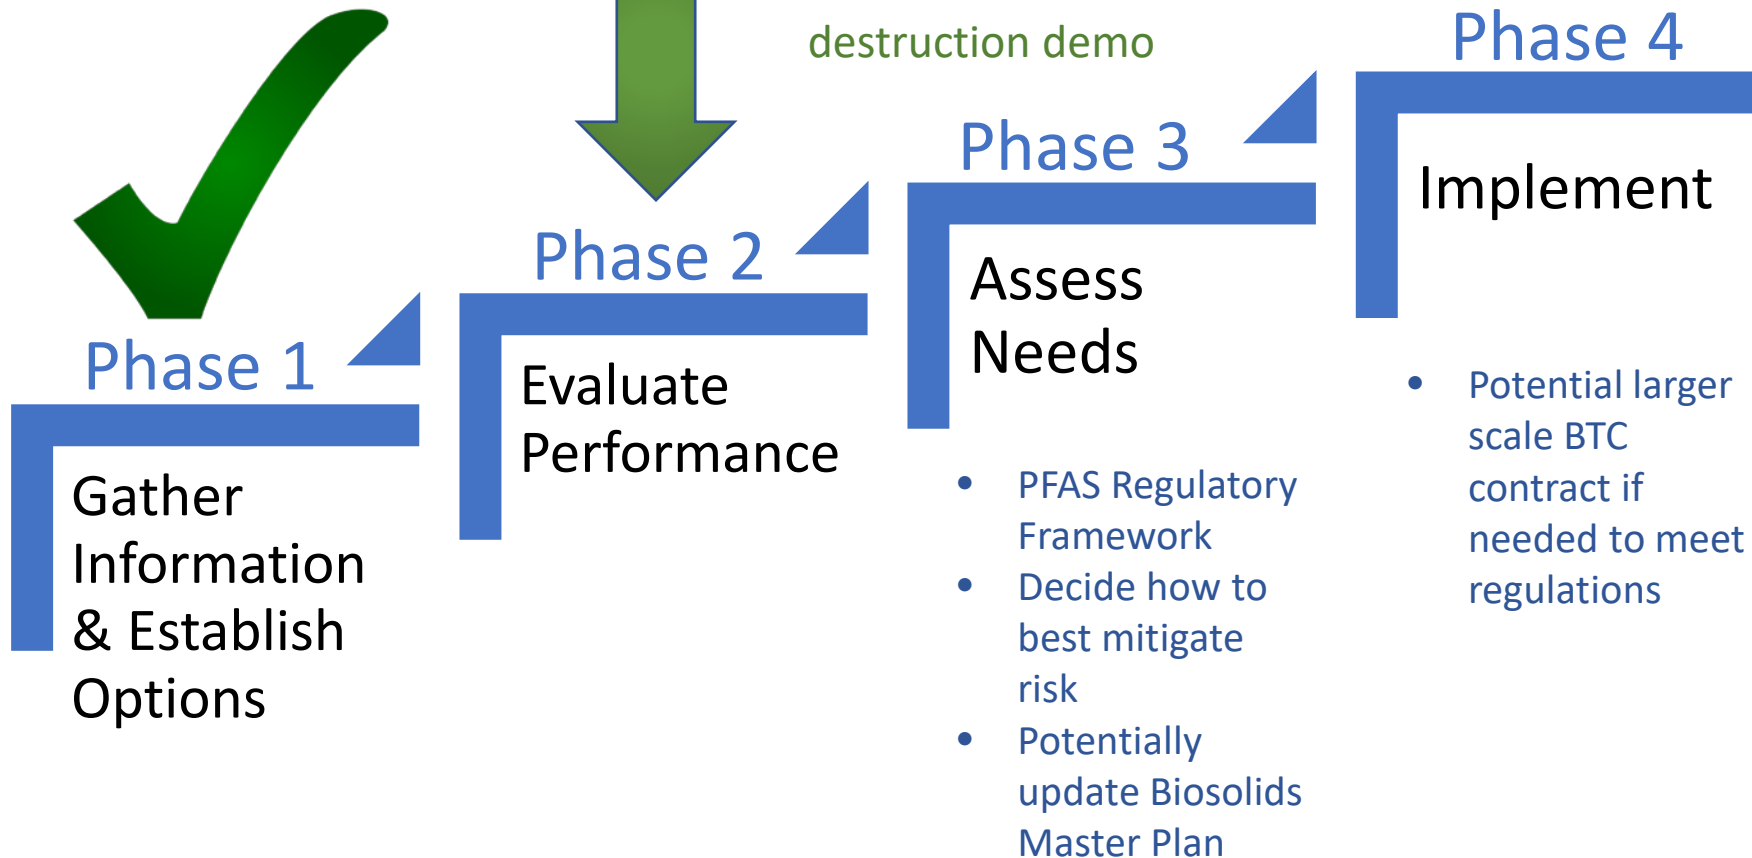 destruction demo
Phase 1
Gather
Information
& Establish
Options
Phase 2
Evaluate
Performance
Phase 3
Assess
Needs
• PFAS Regulatory
Framework
• Decide how to
best mitigate
risk
• Potentially
update Biosolids
Master Plan
Phase 4
Implement
• Potential larger
scale BTC
contract if
needed to meet
regulations